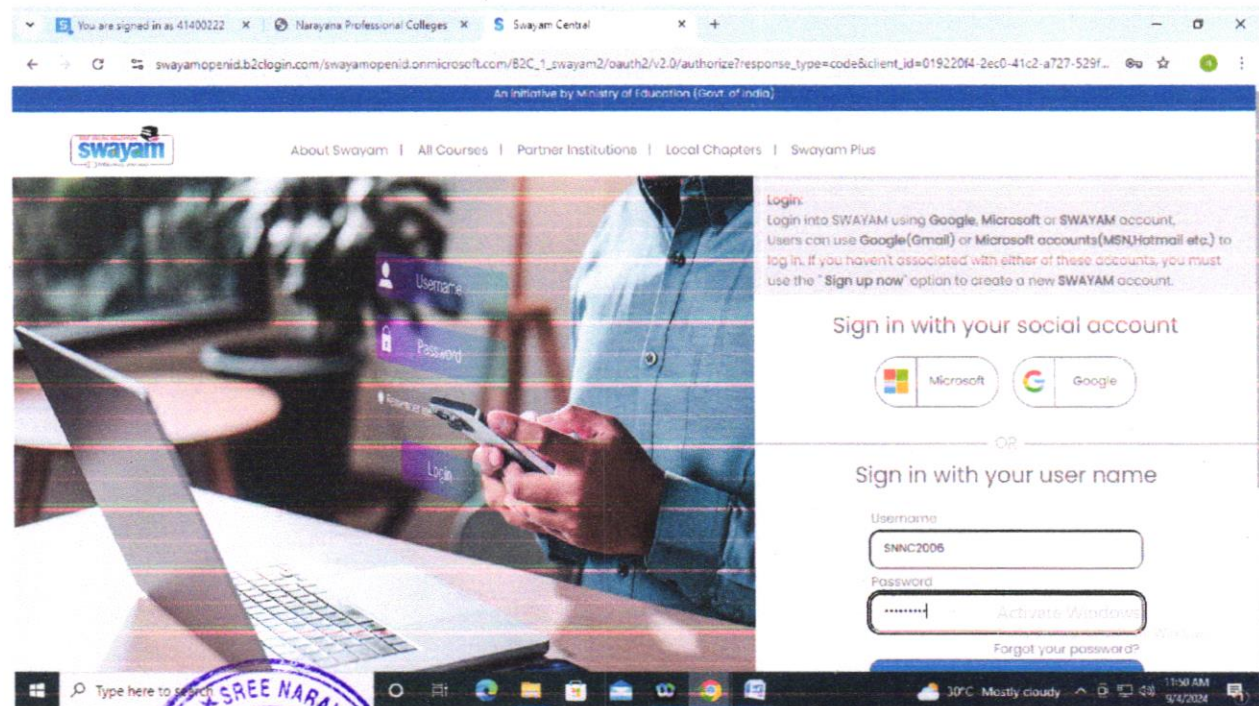 You are signed in as 41400222
Narayana Professional Colleges
Swayam Central
swayamopenid.b2clogin.com/swayamopenid.onmicrosoft.com/B2C_1_swayam2/oauth2/v2.0/authorize?response_type=code&client_id=019220f4-2ec0-41c2-a727-529f...
An Initiative by Ministry of Education (Govt. of India)
swayam
About Swayam | All Courses | Partner Institutions | Local Chapters | Swayam Plus
Login:
Login into SWAYAM using Google, Microsoft or SWAYAM account.
Users can use Google(Gmail) or Microsoft accounts(MSN,Hotmail etc.) to
log in. If you haven't associated with either of these accounts, you must
use the "Sign up now" option to create a new SWAYAM account.
Username
Password
Remember me
Login
Sign in with your social account
Microsoft
Google
OR
Sign in with your user name
Username
SNNC2006
Password
•••••••••
Activate Windows
Forgot your password?
Type here to search
SREE NARA
30°C Mostly cloudy
11:50 AM
9/4/2024